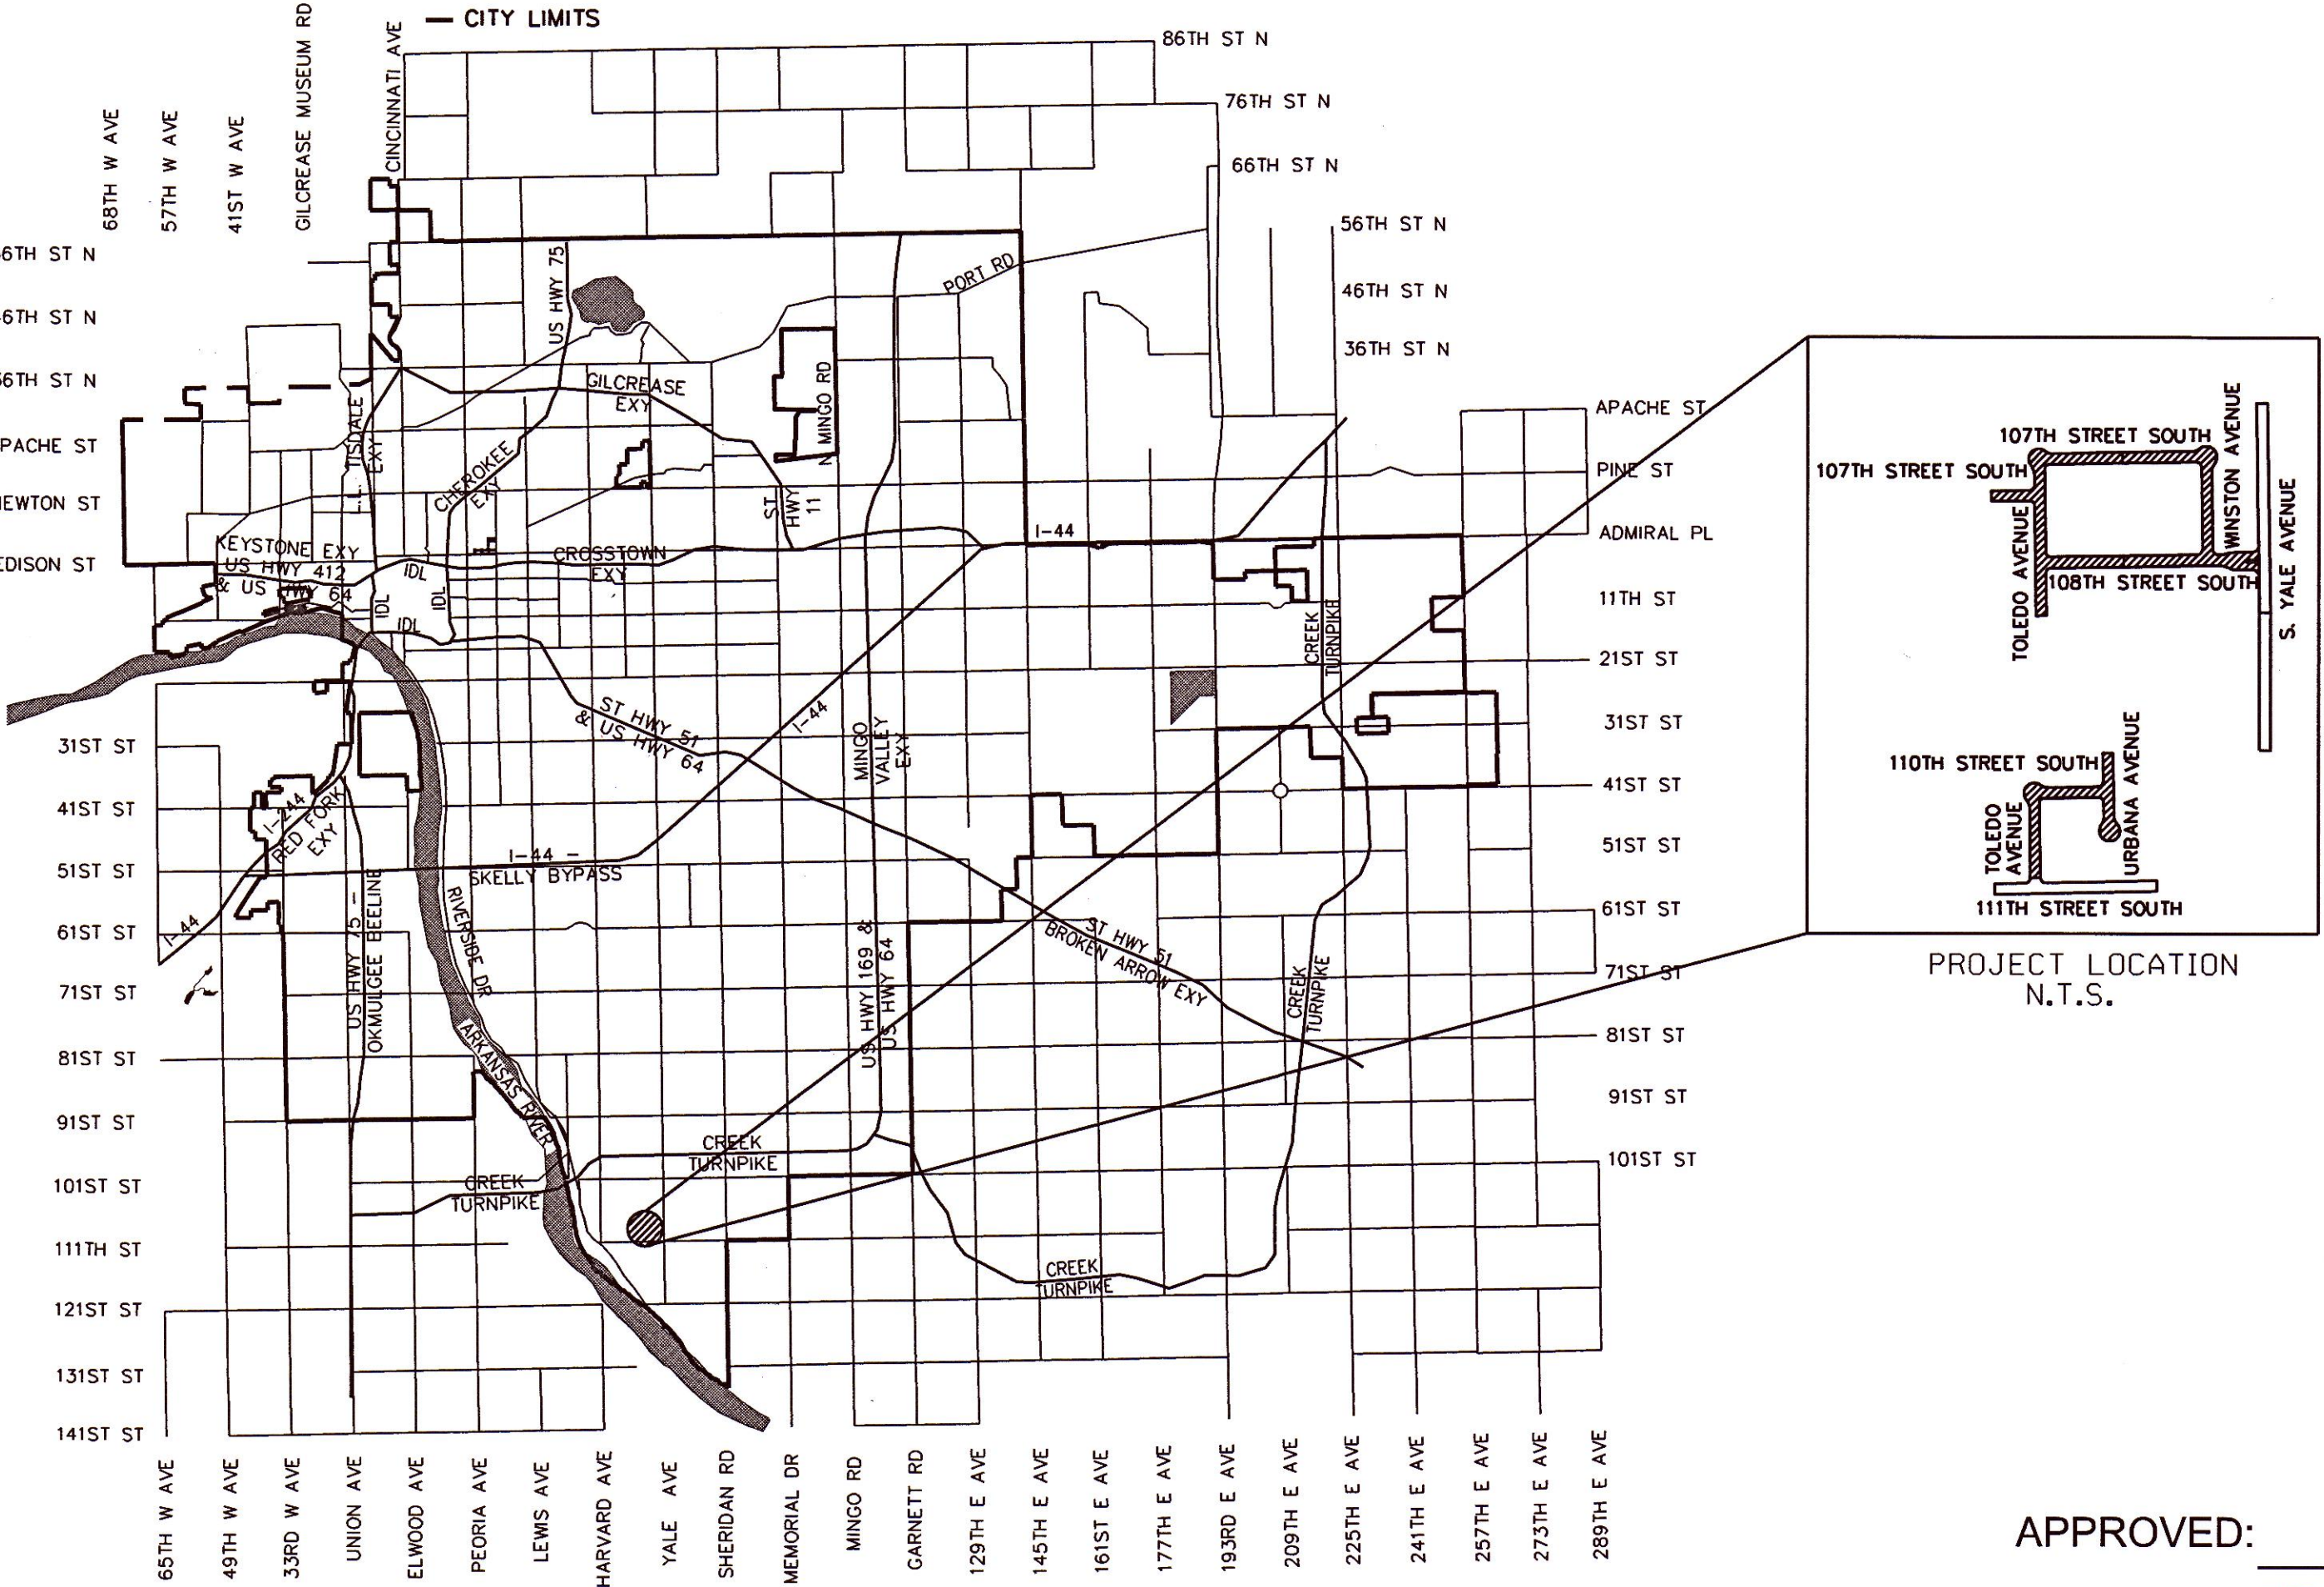 CITY LIMITS
68TH W AVE
57TH W AVE
41ST W AVE
GILCREASE MUSEUM RD
CINCINNATI AVE
86TH ST N
76TH ST N
66TH ST N
56TH ST N
46TH ST N
36TH ST N
APACHE ST
PINE ST
ADMIRAL PL
11TH ST
21ST ST
31ST ST
41ST ST
51ST ST
61ST ST
71ST ST
81ST ST
91ST ST
101ST ST
6TH ST N
6TH ST N
6TH ST N
PACHE ST
EWTON ST
EDISON ST
31ST ST
41ST ST
51ST ST
61ST ST
71ST ST
81ST ST
91ST ST
101ST ST
111TH ST
121ST ST
131ST ST
141ST ST
US HWY 75
PORT RD
GILCREASE
EXY
N MINGO RD
L.L. TISDALE
EXY
CHEROKEE
EXY
ST
HWY
11
I-44
KEYSTONE EXY
US HWY 412
& US HWY 64
CROSSTOWN
EXY
IDL
IDL
IDL
IDL
CREEK
TURNPIKE
ST HWY 51
& US HWY 64
I-44
MINGO
VALLEY
EXY
I-244
RED FORK
EXY
I-44 -
SKELLY BYPASS
I-44
US HWY 75 -
OKMULGEE BEELINE
RIVERSIDE DR
ARKANSAS RIVER
US HWY 169 &
US HWY 64
ST HWY 51
BROKEN ARROW EXY
CREEK
TURNPIKE
CREEK
TURNPIKE
CREEK
TURNPIKE
CREEK
TURNPIKE
65TH W AVE
49TH W AVE
33RD W AVE
UNION AVE
ELWOOD AVE
PEORIA AVE
LEWIS AVE
HARVARD AVE
YALE AVE
SHERIDAN RD
MEMORIAL DR
MINGO RD
GARNETT RD
129TH E AVE
145TH E AVE
161ST E AVE
177TH E AVE
193RD E AVE
209TH E AVE
225TH E AVE
241TH E AVE
257TH E AVE
273TH E AVE
289TH E AVE
107TH STREET SOUTH
107TH STREET SOUTH
WINSTON AVENUE
TOLEDO AVENUE
108TH STREET SOUTH
S. YALE AVENUE
110TH STREET SOUTH
TOLEDO
AVENUE
URBANA AVENUE
111TH STREET SOUTH
PROJECT LOCATION
N.T.S.
APPROVED: